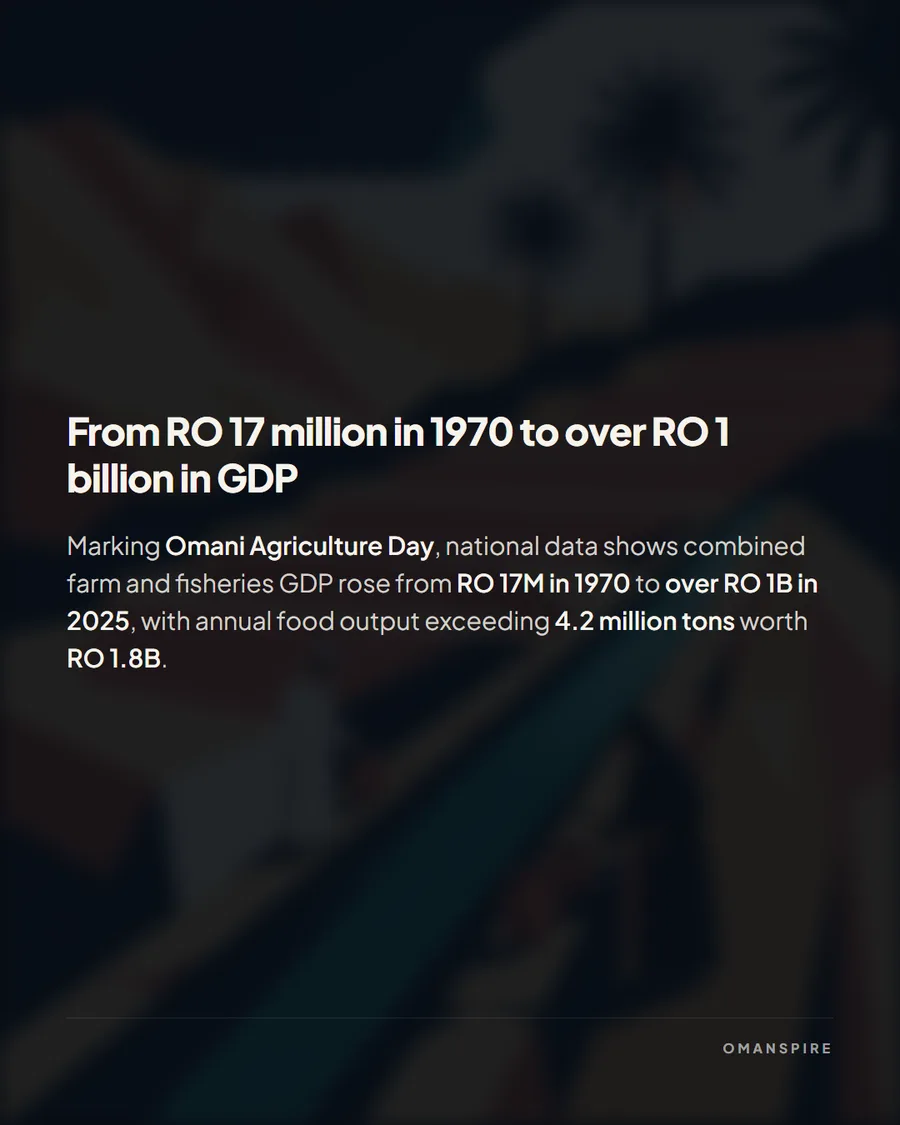 From RO 17 million in 1970 to over RO 1
billion in GDP
Marking Omani Agriculture Day, national data shows combined
farm and fisheries GDP rose from RO 17M in 1970 to over RO 1B in
2025, with annual food output exceeding 4.2 million tons worth
RO 1.8B.
OMANSPIRE